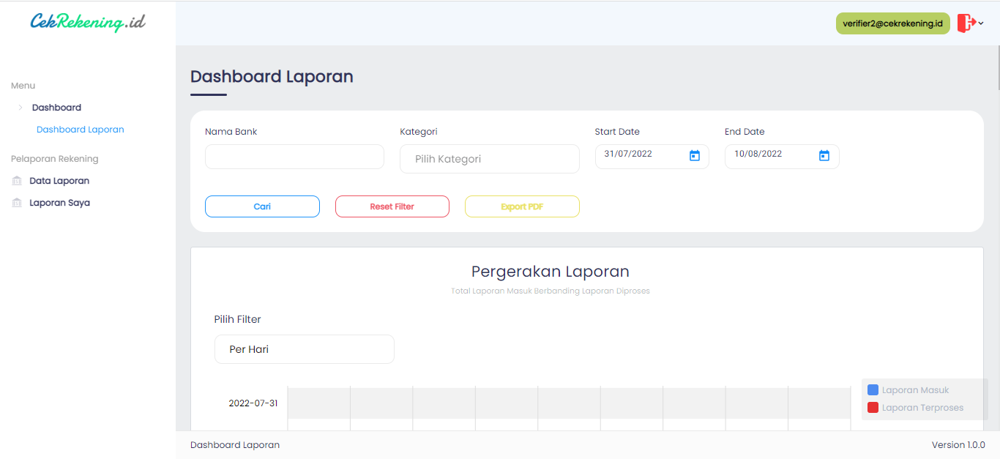 CekRekening.id
verifier2@cekrekening.id
Menu
Dashboard
Dashboard Laporan
Pelaporan Rekening
Data Laporan
Laporan Saya
Dashboard Laporan
Nama Bank
Kategori
Start Date
End Date
Pilih Kategori
31/07/2022
10/08/2022
Cari
Reset Filter
Export PDF
Pergerakan Laporan
Total Laporan Masuk Berbanding Laporan Diproses
Pilih Filter
Per Hari
2022-07-31
Laporan Masuk
Laporan Terproses
Dashboard Laporan
Version 1.0.0